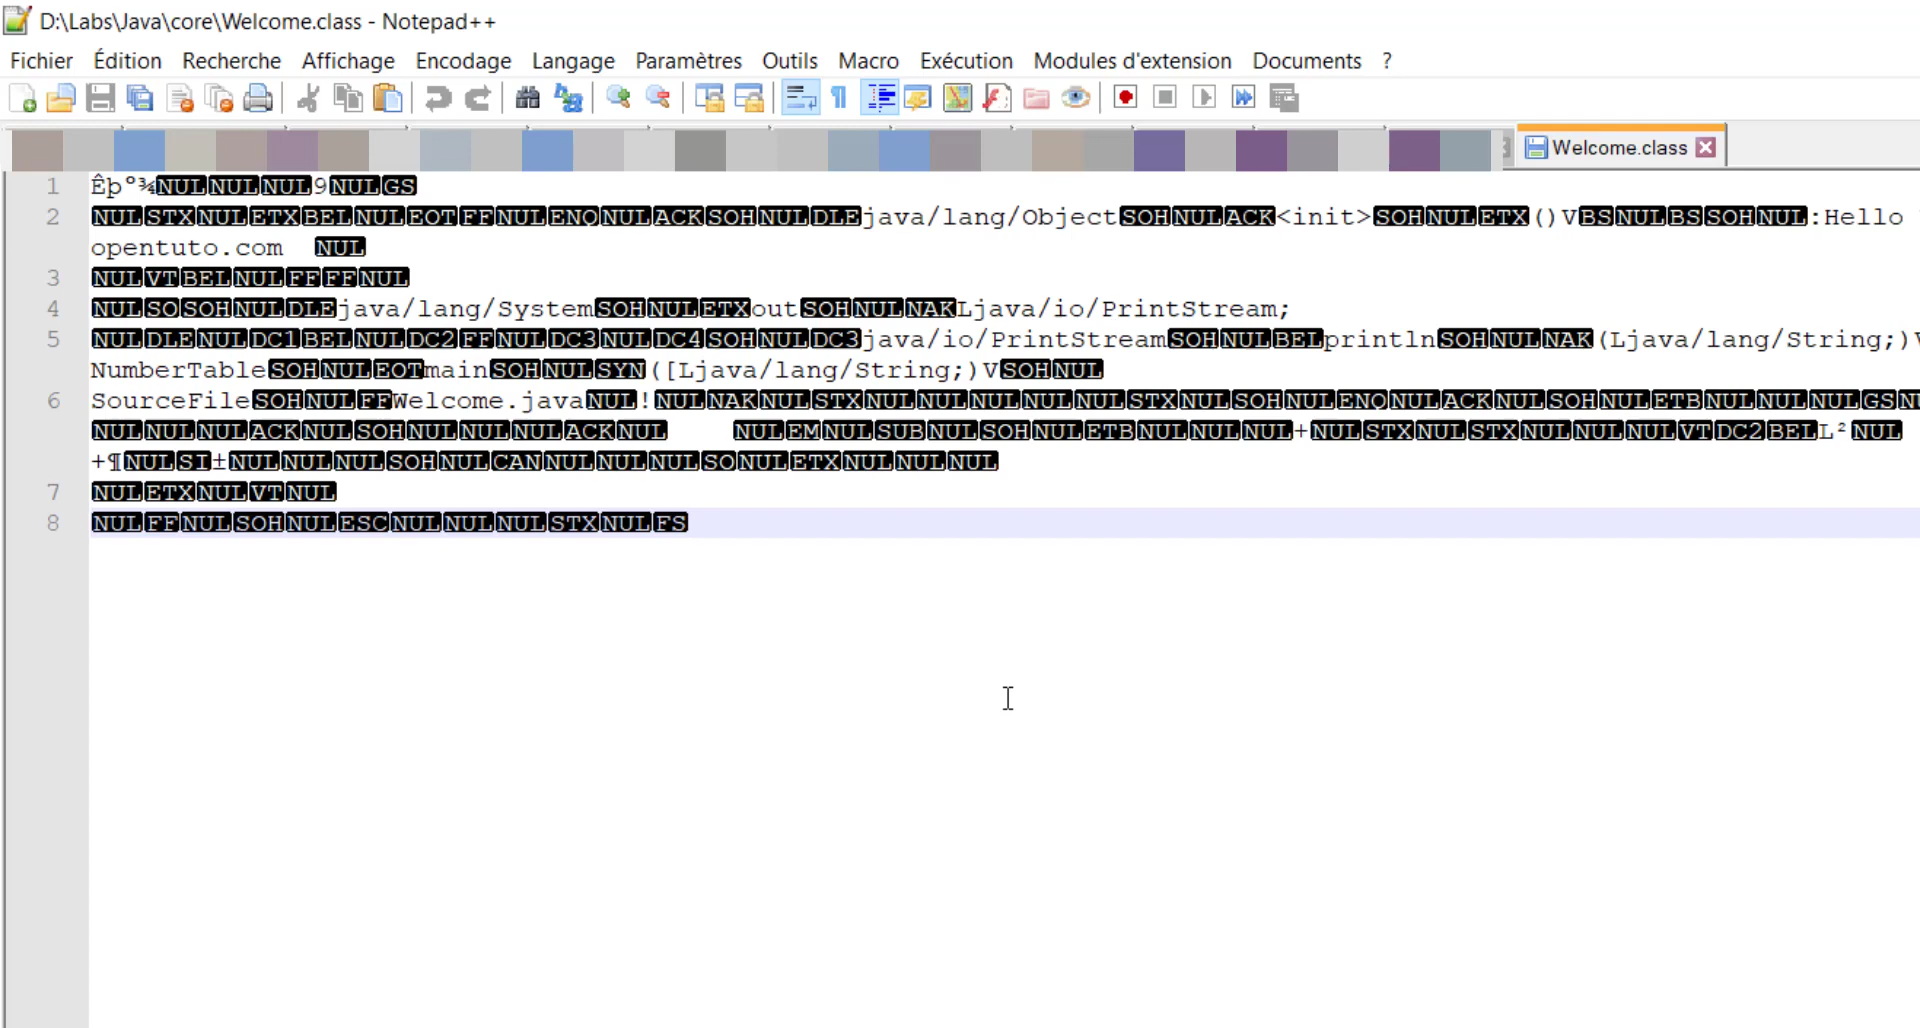 D:\Labs\Java\core\Welcome.class - Notepad++
Fichier Édition Recherche Affichage Encodage Langage Paramètres Outils Macro Exécution Modules d'extension Documents ?
Welcome.class
1 Êþº¾NULNULNUL9NULGS
2 NULSTXNULETXBELNULEOTFFNULENQNULACKSOHNULDLEjava/lang/ObjectSOHNULACK<init>SOHNULETX()VBSNULBSSOHNUL:Hello
opentuto.com NUL
3 NULVTBELNULFFFFNUL
4 NULSOSOHNULDLEjava/lang/SystemSOHNULETXoutSOHNULNAKLjava/io/PrintStream;
5 NULDLENULDC1BELNULDC2FFNULDC3NULDC4SOHNULDC3java/io/PrintStreamSOHNULBELprintlnSOHNULNAK(Ljava/lang/String;)V
NumberTableSOHNULEOTmainSOHNULSYN([Ljava/lang/String;)VSOHNUL
6 SourceFileSOHNULFFWelcome.javaNUL!NULNAKNULSTXNULNULNULNULNULSTXNULSOHNULENQNULACKNULSOHNULETBNULNULNULGS
NULNULNULACKNULSOHNULNULNULACKNUL NULEMNULSUBNULSOHNULETBNULNULNUL+NULSTXNULSTXNULNULNULVTDC2BELL²NUL
+¶NULSI±NULNULNULSOHNULCANNULNULNULSONULETXNULNULNUL
7 NULETXNULVTNUL
8 NULFFNULSOHNULESCNULNULNULSTXNULFS